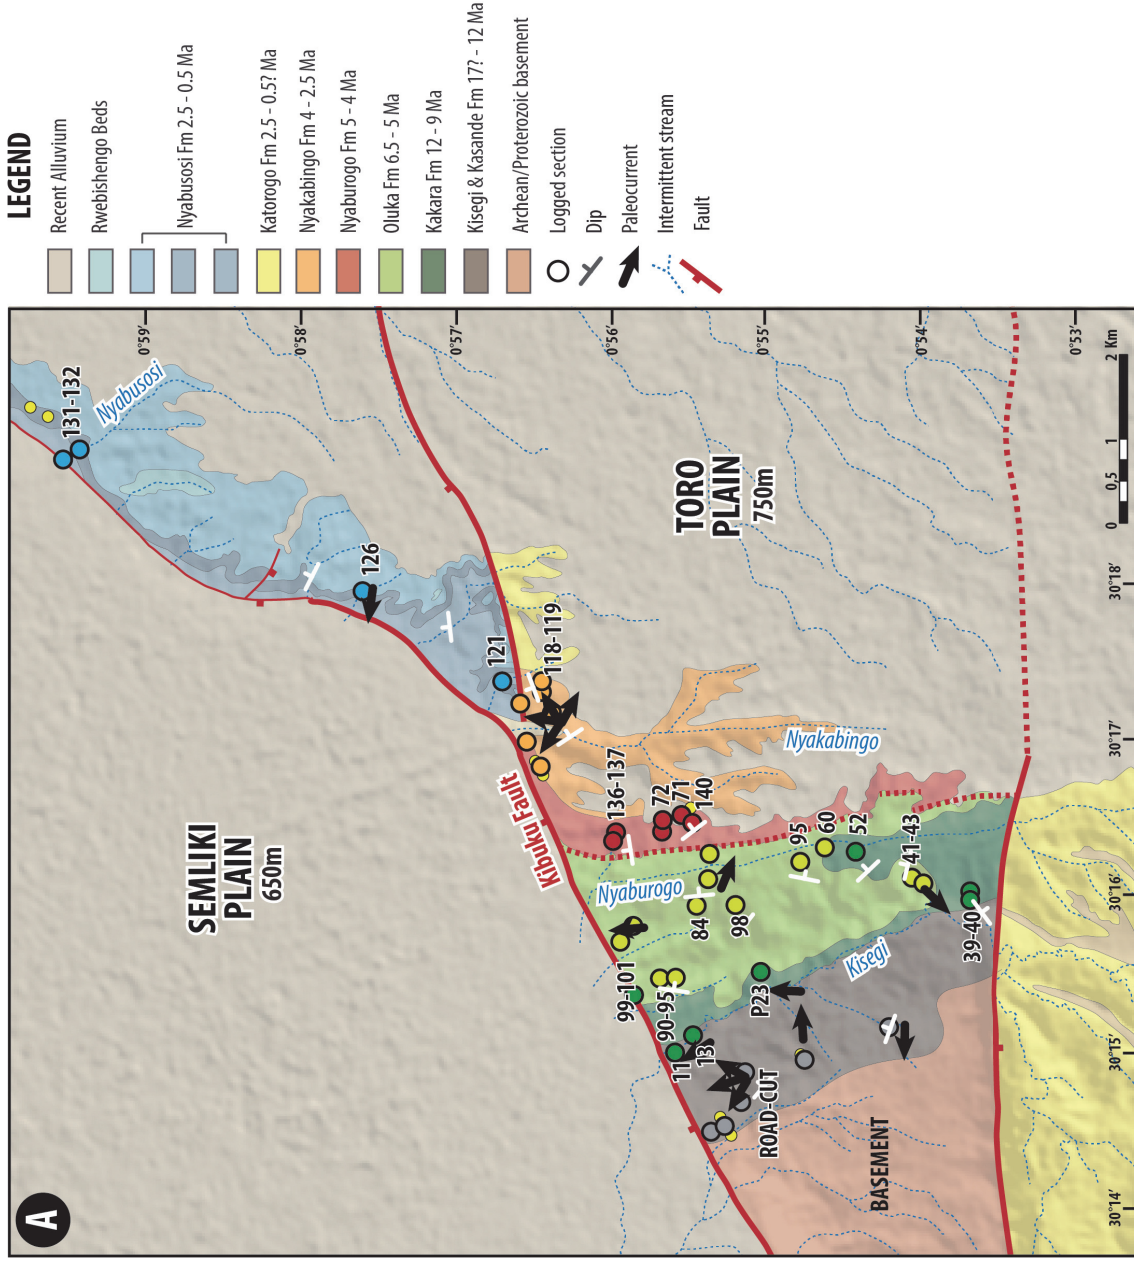 A
LEGEND
Recent Alluvium
Rwebishengo Beds
Nyabusosi Fm 2.5 - 0.5 Ma
Katorogo Fm 2.5 - 0.5? Ma
Nyakabingo Fm 4 - 2.5 Ma
Nyaburogo Fm 5 - 4 Ma
Oluka Fm 6.5 - 5 Ma
Kakara Fm 12 - 9 Ma
Kisegi & Kasande Fm 17? - 12 Ma
Archean/Proterozoic basement
Logged section
Dip
Paleocurrent
Intermittent stream
Fault
SEMLIKI
PLAIN
650m
TORO
PLAIN
750m
Kibuku Fault
Nyabusosi
131-132
126
121
118-119
Nyakabingo
136-137
72
71
140
95
60
52
41-43
39-40
Nyaburogo
84
98
99-101
90-95
P23
Kisegi
11
13
ROAD-CUT
BASEMENT
0°59'
0°58'
0°57'
0°56'
0°55'
0°54'
0°53'
30°14'
30°15'
30°16'
30°17'
30°18'
0
0,5
1
2 Km